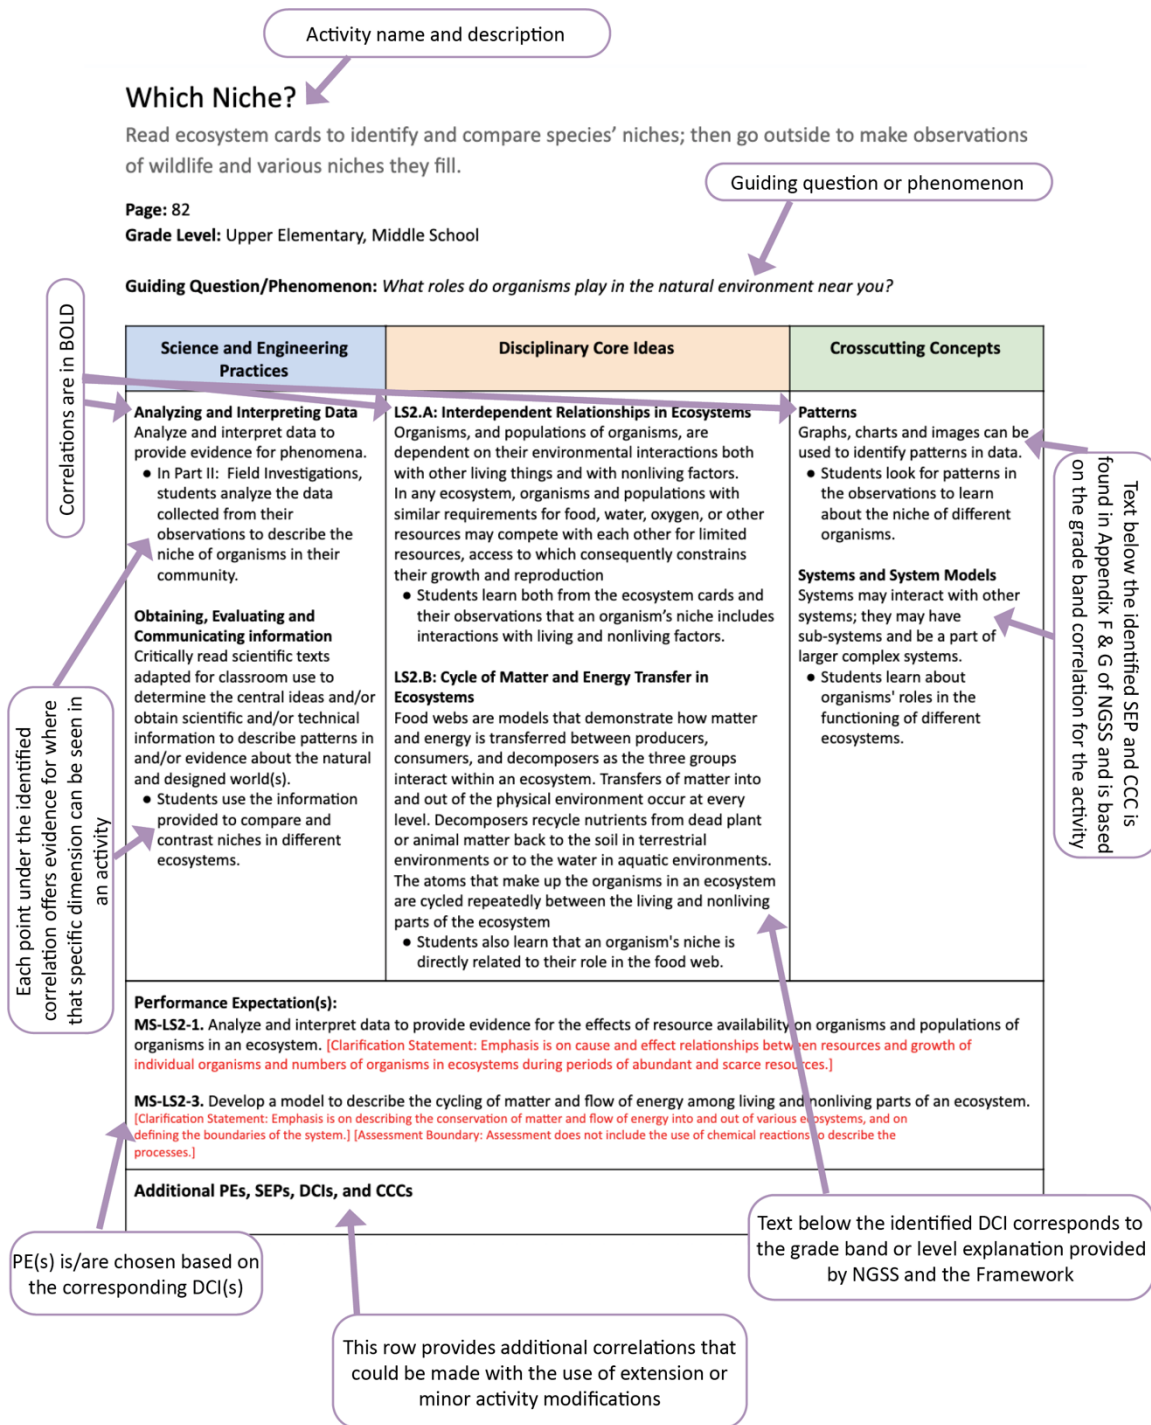 Activity name and description
Which Niche?
Read ecosystem cards to identify and compare species’ niches; then go outside to make observations
of wildlife and various niches they fill.
Guiding question or phenomenon
Page: 82
Grade Level: Upper Elementary, Middle School
Guiding Question/Phenomenon: What roles do organisms play in the natural environment near you?
Correlations are in BOLD
Science and Engineering
Practices
Analyzing and Interpreting Data
Analyze and interpret data to
provide evidence for phenomena.
● In Part II: Field Investigations,
students analyze the data
collected from their
observations to describe the
niche of organisms in their
community.
Obtaining, Evaluating and
Communicating information
Critically read scientific texts
adapted for classroom use to
determine the central ideas and/or
obtain scientific and/or technical
information to describe patterns in
and/or evidence about the natural
and designed world(s).
● Students use the information
provided to compare and
contrast niches in different
ecosystems.
Each point under the identified
correlation offers evidence for where
that specific dimension can be seen in
an activity
Disciplinary Core Ideas
LS2.A: Interdependent Relationships in Ecosystems
Organisms, and populations of organisms, are
dependent on their environmental interactions both
with other living things and with nonliving factors.
In any ecosystem, organisms and populations with
similar requirements for food, water, oxygen, or other
resources may compete with each other for limited
resources, access to which consequently constrains
their growth and reproduction
● Students learn both from the ecosystem cards and
their observations that an organism’s niche includes
interactions with living and nonliving factors.
LS2.B: Cycle of Matter and Energy Transfer in
Ecosystems
Food webs are models that demonstrate how matter
and energy is transferred between producers,
consumers, and decomposers as the three groups
interact within an ecosystem. Transfers of matter into
and out of the physical environment occur at every
level. Decomposers recycle nutrients from dead plant
or animal matter back to the soil in terrestrial
environments or to the water in aquatic environments.
The atoms that make up the organisms in an ecosystem
are cycled repeatedly between the living and nonliving
parts of the ecosystem
● Students also learn that an organism's niche is
directly related to their role in the food web.
Crosscutting Concepts
Patterns
Graphs, charts and images can be
used to identify patterns in data.
● Students look for patterns in
the observations to learn
about the niche of different
organisms.
Systems and System Models
Systems may interact with other
systems; they may have
sub-systems and be a part of
larger complex systems.
● Students learn about
organisms' roles in the
functioning of different
ecosystems.
Text below the identified SEP and CCC is
found in Appendix F & G of NGSS and is based
on the grade band correlation for the activity
Performance Expectation(s):
MS-LS2-1. Analyze and interpret data to provide evidence for the effects of resource availability on organisms and populations of
organisms in an ecosystem. [Clarification Statement: Emphasis is on cause and effect relationships between resources and growth of
individual organisms and numbers of organisms in ecosystems during periods of abundant and scarce resources.]
MS-LS2-3. Develop a model to describe the cycling of matter and flow of energy among living and nonliving parts of an ecosystem.
[Clarification Statement: Emphasis is on describing the conservation of matter and flow of energy into and out of various ecosystems, and on
defining the boundaries of the system.] [Assessment Boundary: Assessment does not include the use of chemical reactions to describe the
processes.]
Additional PEs, SEPs, DCIs, and CCCs
PE(s) is/are chosen based on
the corresponding DCI(s)
Text below the identified DCI corresponds to
the grade band or level explanation provided
by NGSS and the Framework
This row provides additional correlations that
could be made with the use of extension or
minor activity modifications